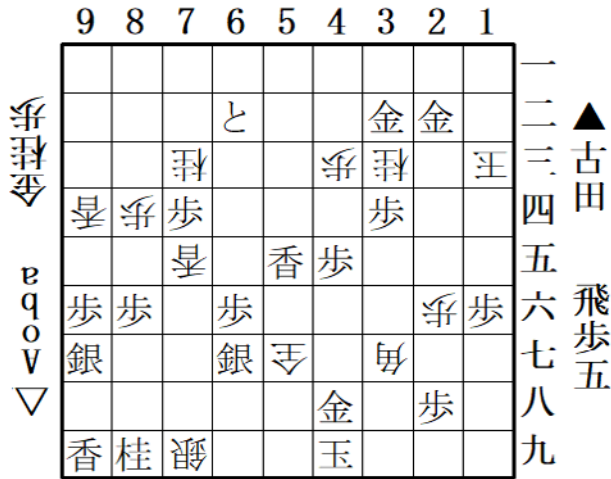 9 8 7 6 5 4 3 2 1
一
と 金 金 二
桂 歩 桂 玉 三
香 歩 歩 歩 四
香 香 歩 五
歩 歩 歩 歩 歩 六
銀 銀 全 角 七
金 歩 八
香 桂 銀 玉 九
▲古田 飛歩五
△Aoba 金桂歩